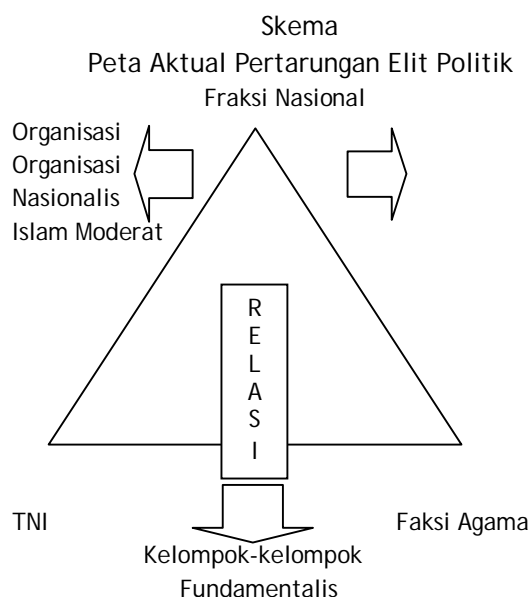 Skema
Peta Aktual Pertarungan Elit Politik
Fraksi Nasional
Organisasi
Organisasi
Nasionalis
Islam Moderat
R
E
L
A
S
I
TNI
Faksi Agama
Kelompok-kelompok
Fundamentalis